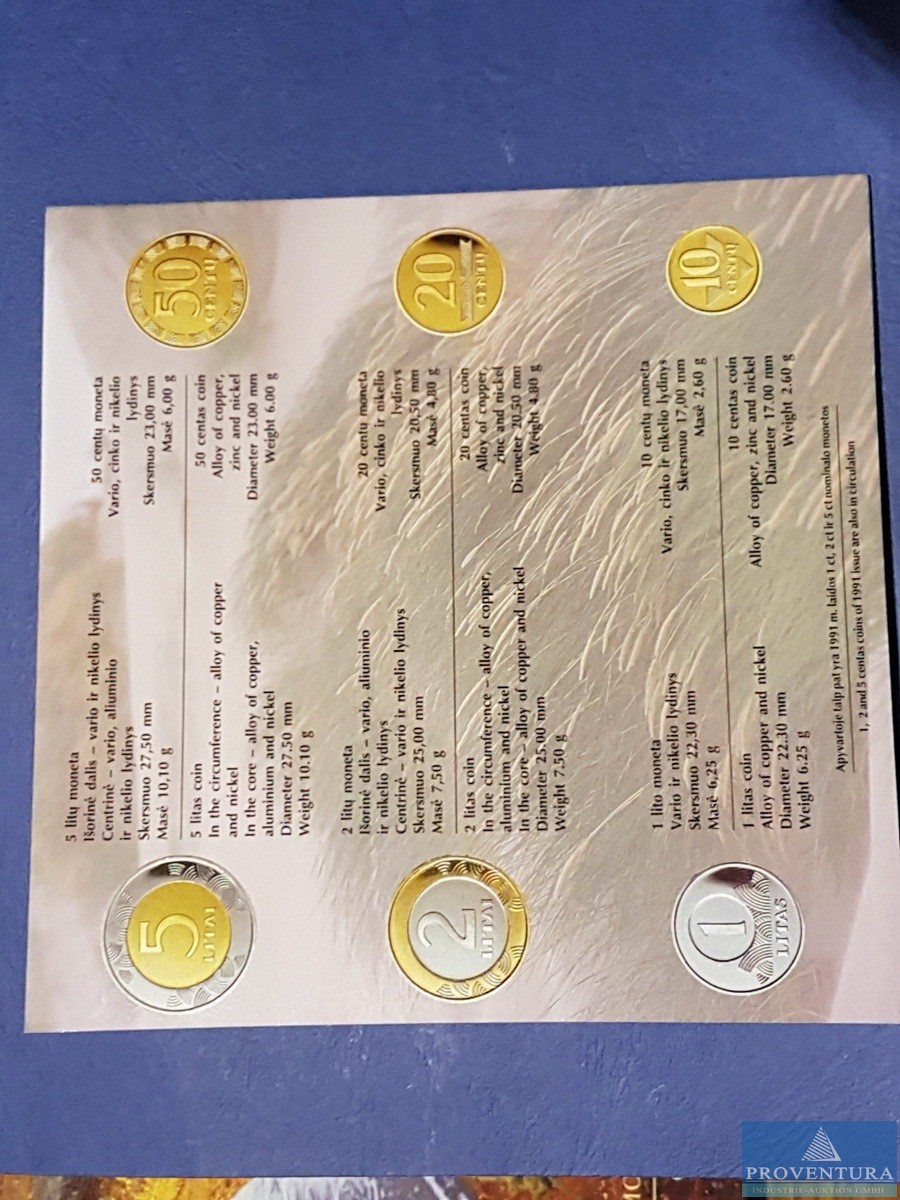 5
LITAI
5 litų moneta
Išorinė dalis – vario ir nikelio lydinys
Centrinė – vario, aliuminio
ir nikelio lydinys
Skersmuo 27,50 mm
Masė 10,10 g
5 litas coin
In the circumference – alloy of copper
and nickel
In the core – alloy of copper,
aluminium and nickel
Diameter 27.50 mm
Weight 10.10 g
50
CENTŲ
50 centų moneta
Vario, cinko ir nikelio
lydinys
Skersmuo 23,00 mm
Masė 6,00 g
50 centas coin
Alloy of copper,
zinc and nickel
Diameter 23.00 mm
Weight 6.00 g
2
LITAI
2 litų moneta
Išorinė dalis – vario, aliuminio
ir nikelio lydinys
Centrinė – vario ir nikelio lydinys
Skersmuo 25,00 mm
Masė 7,50 g
2 litas coin
In the circumference – alloy of copper,
aluminium and nickel
In the core – alloy of copper and nickel
Diameter 25.00 mm
Weight 7.50 g
20
CENTŲ
20 centų moneta
Vario, cinko ir nikelio
lydinys
Skersmuo 20,50 mm
Masė 4,80 g
20 centas coin
Alloy of copper,
zinc and nickel
Diameter 20.50 mm
Weight 4.80 g
1
LITAS
1 lito moneta
Vario ir nikelio lydinys
Skersmuo 22,30 mm
Masė 6,25 g
1 litas coin
Alloy of copper and nickel
Diameter 22.30 mm
Weight 6.25 g
10
CENTŲ
10 centų moneta
Vario, cinko ir nikelio lydinys
Skersmuo 17,00 mm
Masė 2,60 g
10 centas coin
Alloy of copper, zinc and nickel
Diameter 17.00 mm
Weight 2.60 g
Apyvartoje taip pat yra 1991 m. laidos 1 ct, 2 ct ir 5 ct nominalo monetos
1, 2 and 5 centas coins of 1991 issue are also in circulation
PROVENTURA
INDUSTRIE-AUKTION GMBH